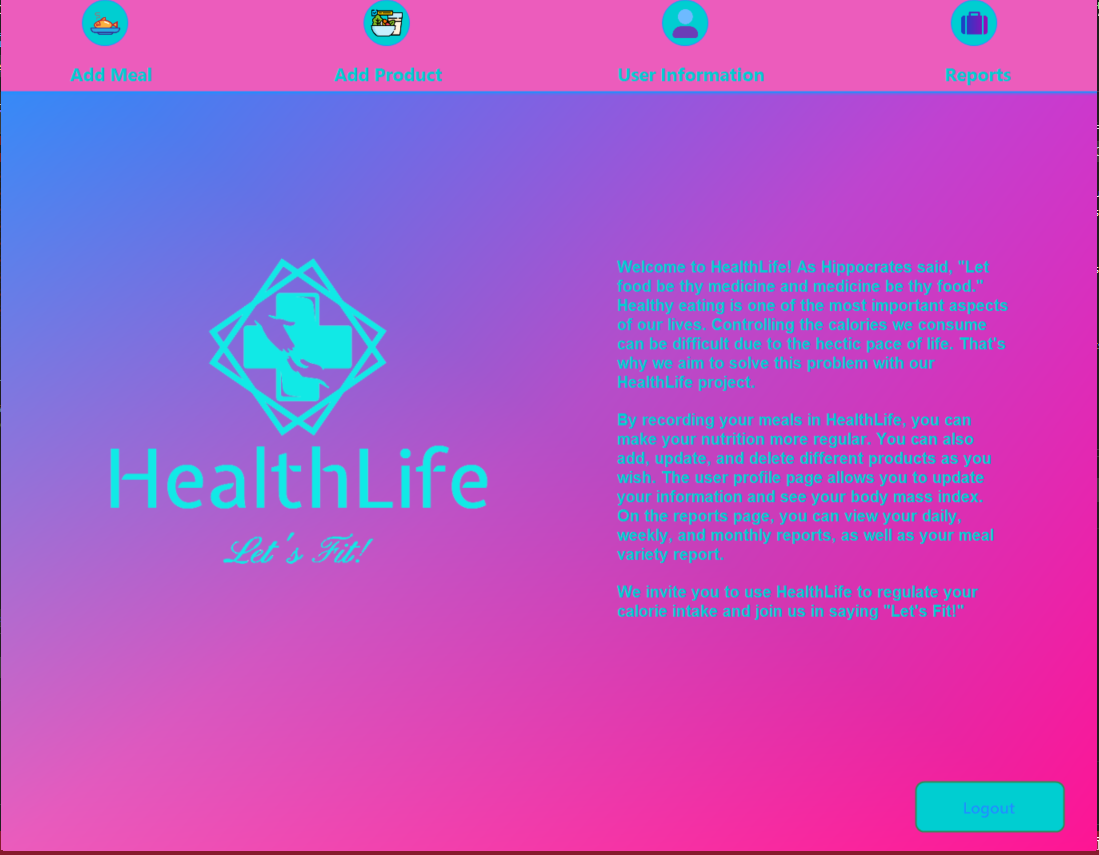 Add Meal
Add Product
User Information
Reports
HealthLife
Let's Fit!
Welcome to HealthLife! As Hippocrates said, "Let
food be thy medicine and medicine be thy food."
Healthy eating is one of the most important aspects
of our lives. Controlling the calories we consume
can be difficult due to the hectic pace of life. That's
why we aim to solve this problem with our
HealthLife project.
By recording your meals in HealthLife, you can
make your nutrition more regular. You can also
add, update, and delete different products as you
wish. The user profile page allows you to update
your information and see your body mass index.
On the reports page, you can view your daily,
weekly, and monthly reports, as well as your meal
variety report.
We invite you to use HealthLife to regulate your
calorie intake and join us in saying "Let's Fit!"
Logout